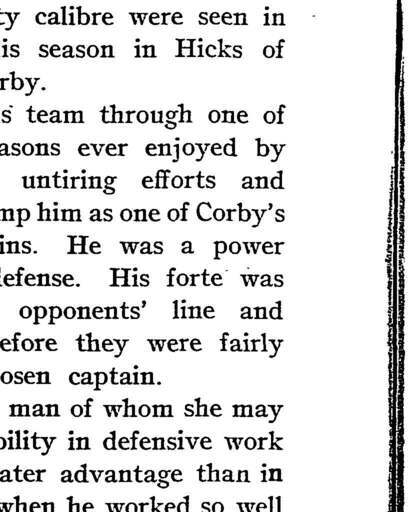 ty calibre were seen in
is season in Hicks of
rby.
s team through one of
asons ever enjoyed by
untiring efforts and
mp him as one of Corby's
ins. He was a power
defense. His forte was
opponents' line and
efore they were fairly
osen captain.
man of whom she may
bility in defensive work
ater advantage than in
when he worked so well